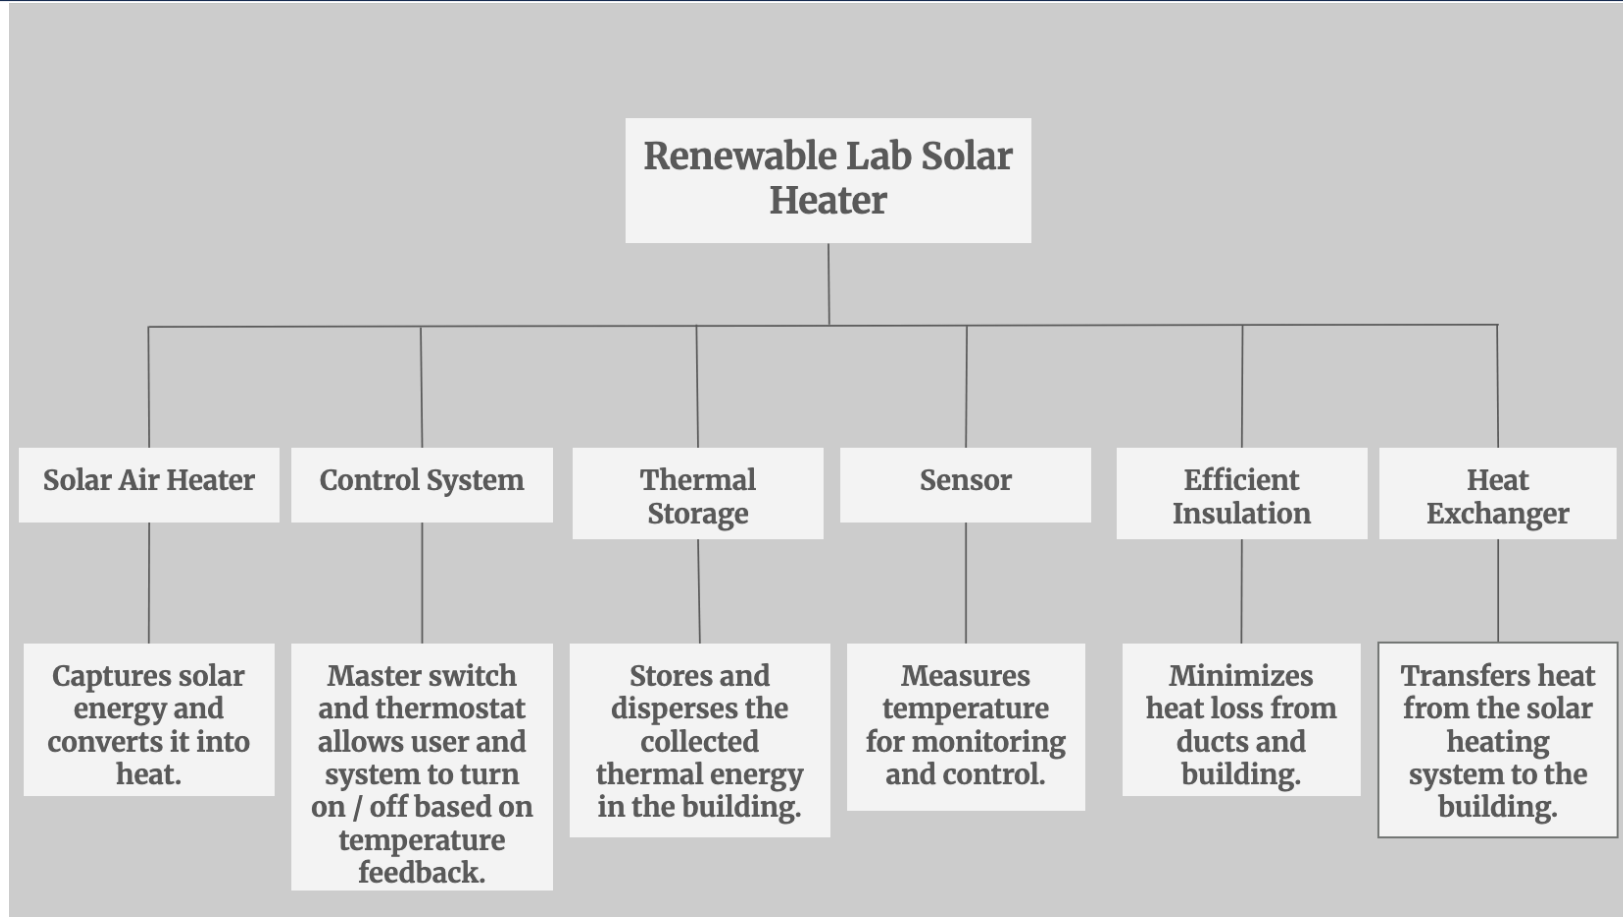 Renewable Lab Solar
Heater
Solar Air Heater
Control System
Thermal
Storage
Sensor
Efficient
Insulation
Heat
Exchanger
Captures solar
energy and
converts it into
heat.
Master switch
and thermostat
allows user and
system to turn
on / off based on
temperature
feedback.
Stores and
disperses the
collected
thermal energy
in the building.
Measures
temperature
for monitoring
and control.
Minimizes
heat loss from
ducts and
building.
Transfers heat
from the solar
heating
system to the
building.